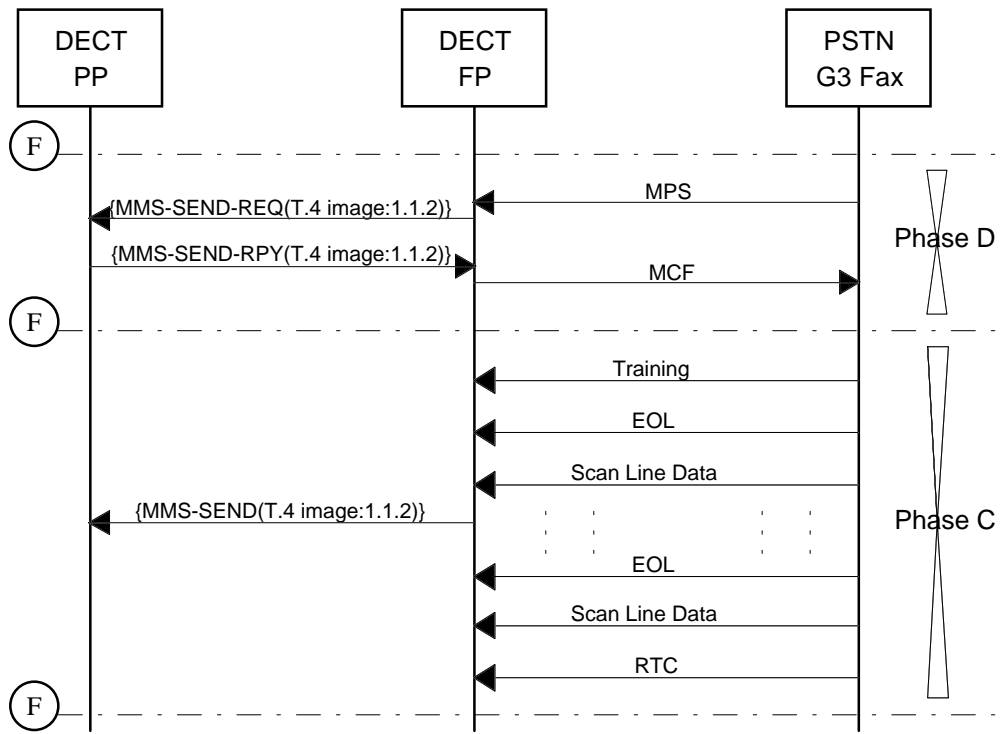 DECT
PP
DECT
FP
PSTN
G3 Fax
F
MPS
{MMS-SEND-REQ(T.4 image:1.1.2)}
Phase D
{MMS-SEND-RPY(T.4 image:1.1.2)}
MCF
F
Training
EOL
Scan Line Data
{MMS-SEND(T.4 image:1.1.2)}
Phase C
EOL
Scan Line Data
RTC
F